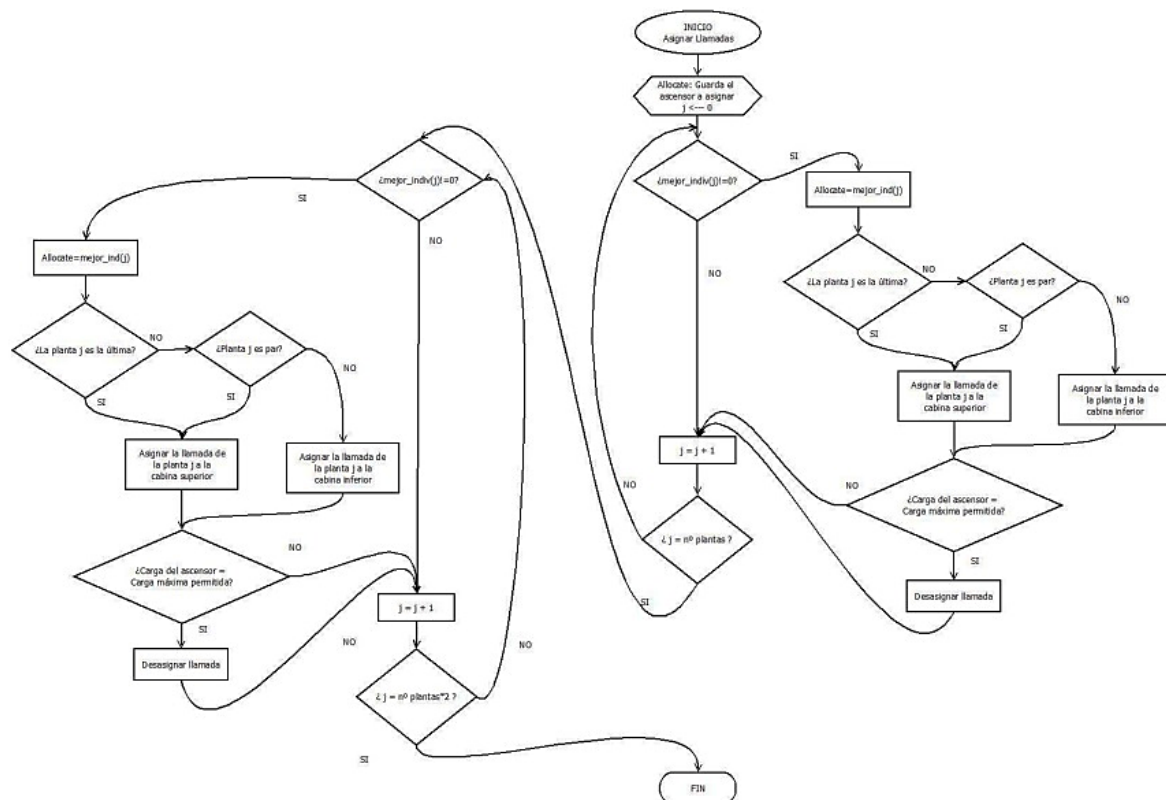 INICIO
Asignar Llamadas
Allocate: Guarda el
ascensor a asignar
j <--- 0
¿mejor_indiv(j)!=0?
SI
Allocate=mejor_ind(j)
NO
¿La planta j es la última?
NO
¿Planta j es par?
NO
SI
SI
Asignar la llamada de
la planta j a la
cabina superior
Asignar la llamada de
la planta j a la
cabina inferior
j = j + 1
NO
¿Carga del ascensor =
Carga máxima permitida?
NO
¿ j = nº plantas ?
SI
SI
Desasignar llamada
¿mejor_indiv(j)!=0?
SI
NO
Allocate=mejor_ind(j)
¿La planta j es la última?
NO
¿Planta j es par?
NO
SI
SI
Asignar la llamada de
la planta j a la
cabina superior
Asignar la llamada de
la planta j a la
cabina inferior
¿Carga del ascensor =
Carga máxima permitida?
NO
SI
j = j + 1
Desasignar llamada
NO
NO
¿ j = nº plantas*2 ?
SI
FIN